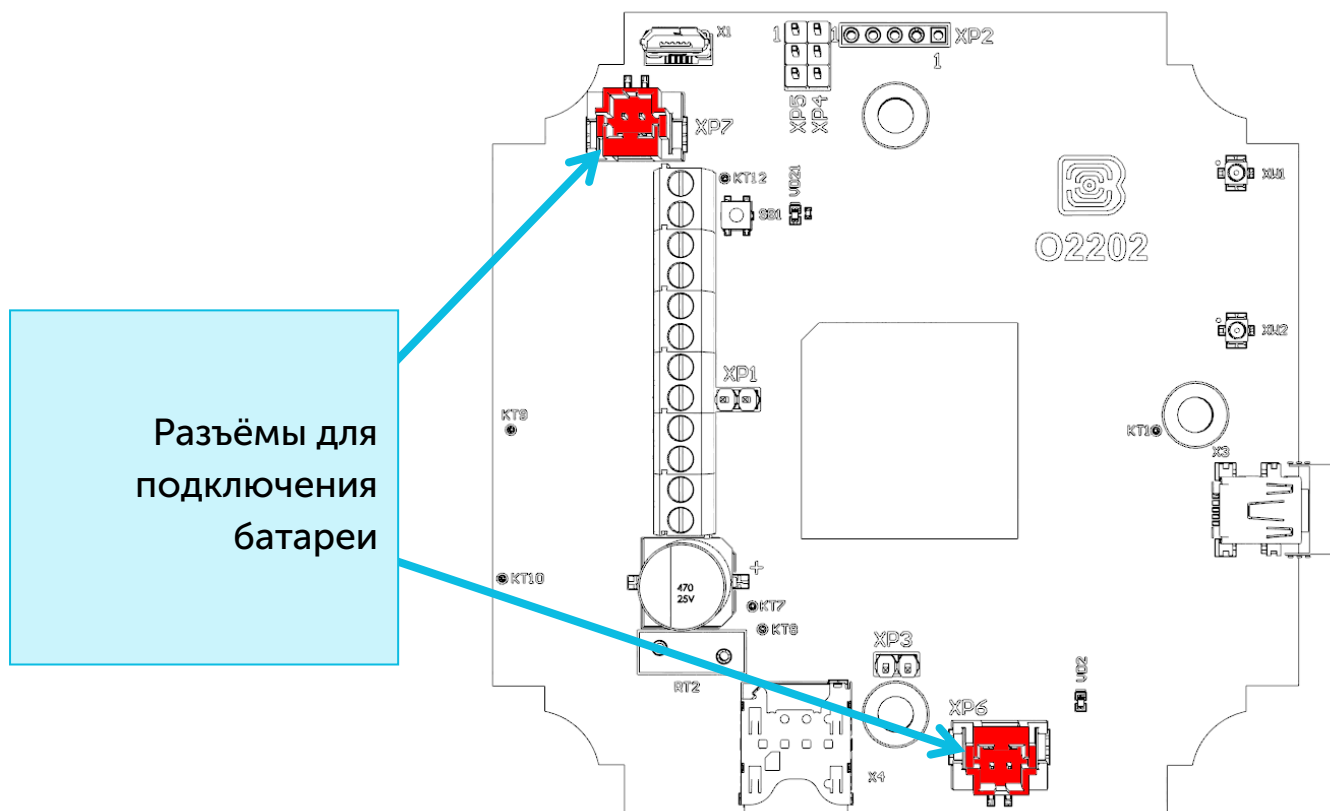 X1
1
1
XP2
1
XP5
XP4
XP7
KT12
VD21
SB1
XW1
O2202
XW2
XP1
KT9
KT1
X3
Разъёмы для
подключения
батареи
KT10
470
25V
+
KT7
KT8
XP3
RT2
VD2
XP6
X4